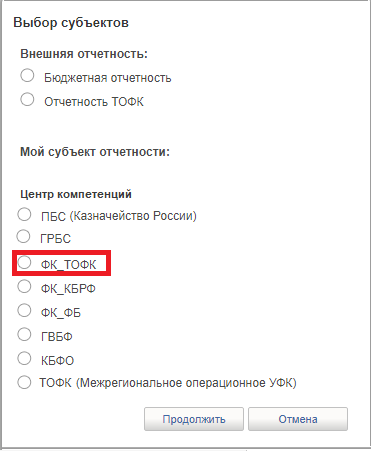 Выбор субъектов
Внешняя отчетность:
Бюджетная отчетность
Отчетность ТОФК
Мой субъект отчетности:
Центр компетенций
ПБС (Казначейство России)
ГРБС
ФК_ТОФК
ФК_КБРФ
ФК_ФБ
ГВБФ
КБФО
ТОФК (Межрегиональное операционное УФК)
Продолжить Отмена